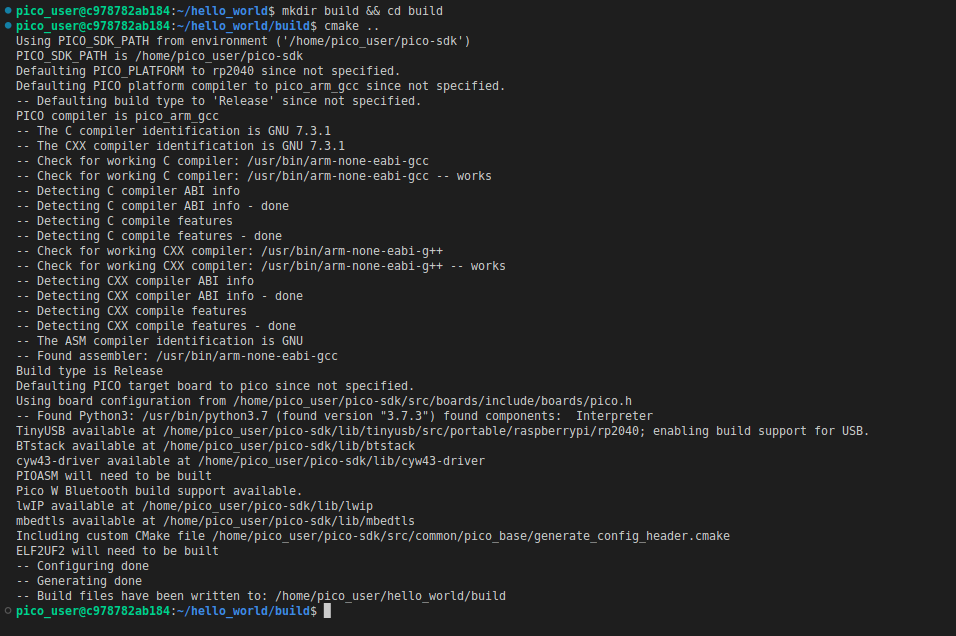 pico_user@c978782ab184:~/hello_world$ mkdir build && cd build
pico_user@c978782ab184:~/hello_world/build$ cmake ..
Using PICO_SDK_PATH from environment ('/home/pico_user/pico-sdk')
PICO_SDK_PATH is /home/pico_user/pico-sdk
Defaulting PICO_PLATFORM to rp2040 since not specified.
Defaulting PICO platform compiler to pico_arm_gcc since not specified.
-- Defaulting build type to 'Release' since not specified.
PICO compiler is pico_arm_gcc
-- The C compiler identification is GNU 7.3.1
-- The CXX compiler identification is GNU 7.3.1
-- Check for working C compiler: /usr/bin/arm-none-eabi-gcc
-- Check for working C compiler: /usr/bin/arm-none-eabi-gcc -- works
-- Detecting C compiler ABI info
-- Detecting C compiler ABI info - done
-- Detecting C compile features
-- Detecting C compile features - done
-- Check for working CXX compiler: /usr/bin/arm-none-eabi-g++
-- Check for working CXX compiler: /usr/bin/arm-none-eabi-g++ -- works
-- Detecting CXX compiler ABI info
-- Detecting CXX compiler ABI info - done
-- Detecting CXX compile features
-- Detecting CXX compile features - done
-- The ASM compiler identification is GNU
-- Found assembler: /usr/bin/arm-none-eabi-gcc
Build type is Release
Defaulting PICO target board to pico since not specified.
Using board configuration from /home/pico_user/pico-sdk/src/boards/include/boards/pico.h
-- Found Python3: /usr/bin/python3.7 (found version "3.7.3") found components:  Interpreter
TinyUSB available at /home/pico_user/pico-sdk/lib/tinyusb/src/portable/raspberrypi/rp2040; enabling build support for USB.
BTstack available at /home/pico_user/pico-sdk/lib/btstack
cyw43-driver available at /home/pico_user/pico-sdk/lib/cyw43-driver
PIOASM will need to be built
Pico W Bluetooth build support available.
lwIP available at /home/pico_user/pico-sdk/lib/lwip
mbedtls available at /home/pico_user/pico-sdk/lib/mbedtls
Including custom CMake file /home/pico_user/pico-sdk/src/common/pico_base/generate_config_header.cmake
ELF2UF2 will need to be built
-- Configuring done
-- Generating done
-- Build files have been written to: /home/pico_user/hello_world/build
pico_user@c978782ab184:~/hello_world/build$